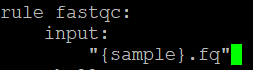 rule fastqc:
    input:
        "{sample}.fq"